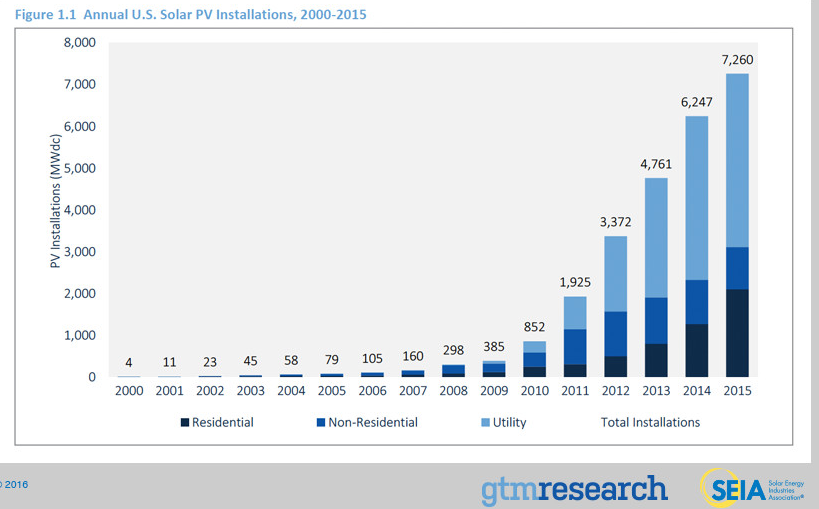 Figure 1.1 Annual U.S. Solar PV Installations, 2000-2015
8,000
7,000
6,000
5,000
4,000
3,000
2,000
1,000
0
PV Installations (MWdc)
4 11 23 45 58 79 105 160 298 385 852 1,925 3,372 4,761 6,247 7,260
2000 2001 2002 2003 2004 2005 2006 2007 2008 2009 2010 2011 2012 2013 2014 2015
Residential Non-Residential Utility Total Installations
2016
gtmresearch
SEIA
Solar Energy
Industries
Association®